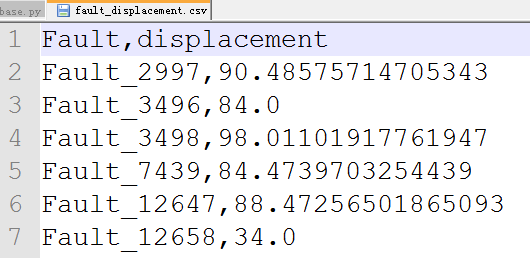 base.py fault_displacement.csv
1 Fault,displacement
2 Fault_2997,90.48575714705343
3 Fault_3496,84.0
4 Fault_3498,98.01101917761947
5 Fault_7439,84.4739703254439
6 Fault_12647,88.47256501865093
7 Fault_12658,34.0